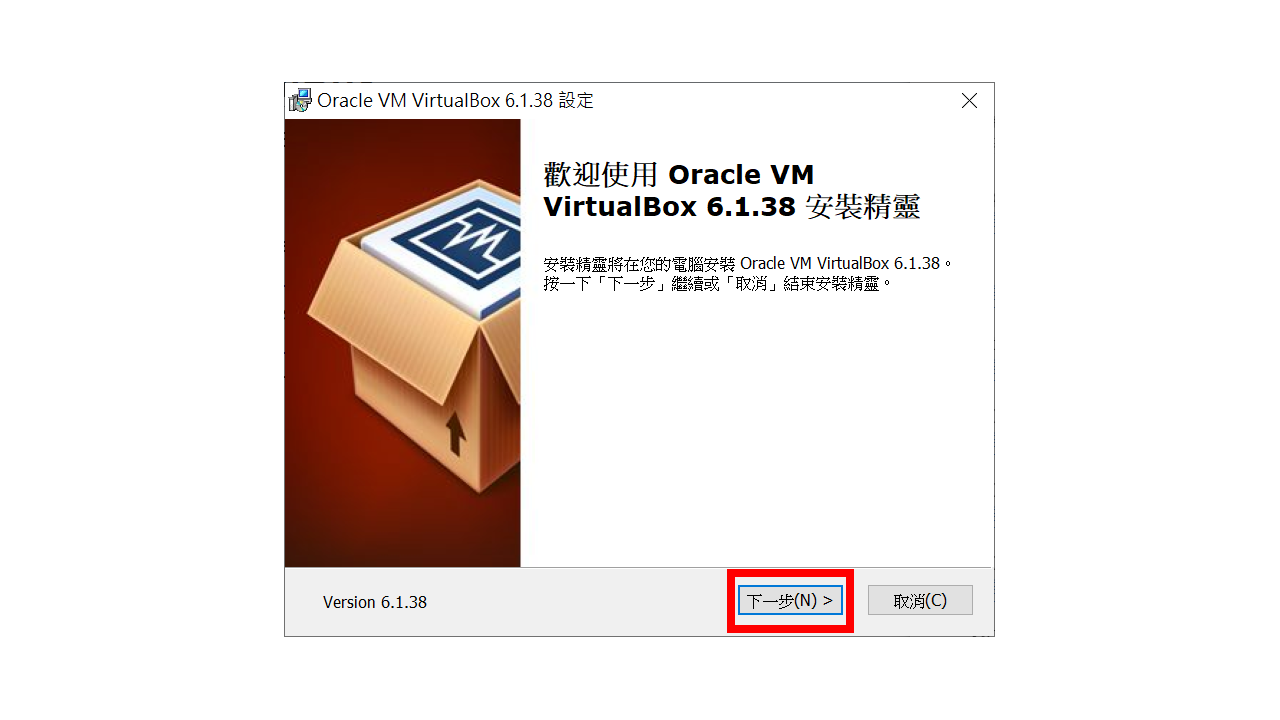 Oracle VM VirtualBox 6.1.38 設定
歡迎使用 Oracle VM
VirtualBox 6.1.38 安裝精靈
安裝精靈將在您的電腦安裝 Oracle VM VirtualBox 6.1.38。
按一下「下一步」繼續或「取消」結束安裝精靈。
Version 6.1.38
下一步(N) >
取消(C)